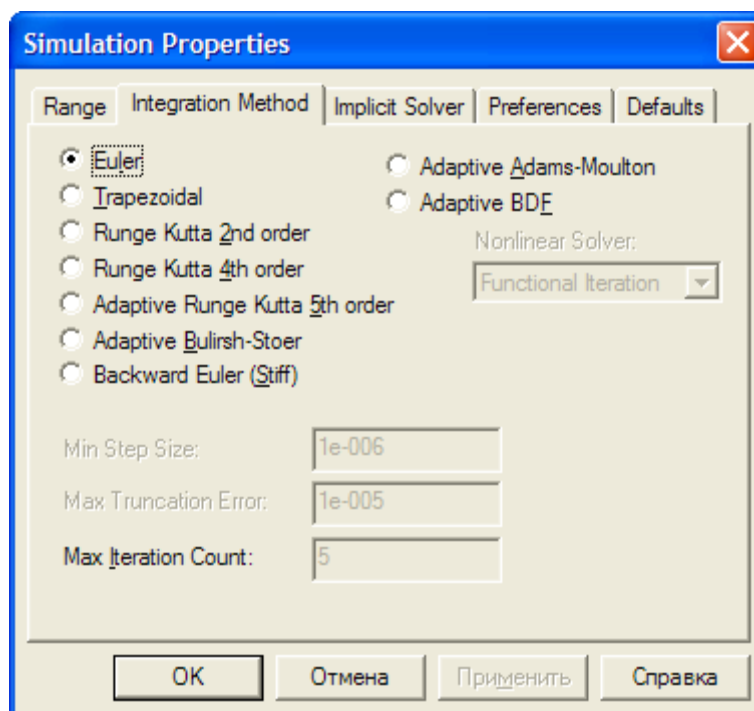 Simulation Properties
Range Integration Method Implicit Solver Preferences Defaults
Euler
Trapezoidal
Runge Kutta 2nd order
Runge Kutta 4th order
Adaptive Runge Kutta 5th order
Adaptive Bulirsh-Stoer
Backward Euler (Stiff)
Adaptive Adams-Moulton
Adaptive BDF
Nonlinear Solver:
Functional Iteration
Min Step Size: 1e-006
Max Truncation Error: 1e-005
Max Iteration Count: 5
OK Отмена Применить Справка